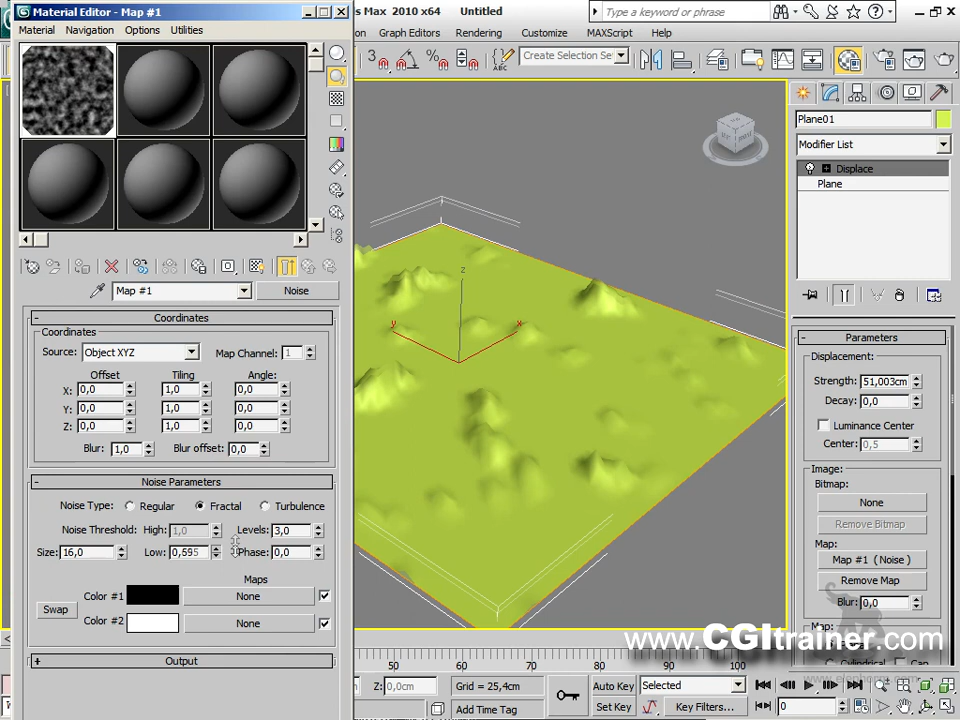 Material Editor - Map #1
s Max 2010 x64 Untitled
Type a keyword or phrase
Material Navigation Options Utilities
on Graph Editors Rendering Customize MAXScript Help
3 % ABC Create Selection Se
Plane01
Modifier List
Displace
Plane
Map #1 Noise
Coordinates
Coordinates
Source: Object XYZ Map Channel: 1
Offset Tiling Angle:
X: 0,0 1,0 0,0
Y: 0,0 1,0 0,0
Z: 0,0 1,0 0,0
Blur: 1,0 Blur offset: 0,0
Noise Parameters
Noise Type: Regular Fractal Turbulence
Noise Threshold: High: 1,0 Levels: 3,0
Size: 16,0 Low: 0,595 Phase: 0,0
Maps
Color #1 None
Swap
Color #2 None
Output
z
y x
Parameters
Displacement:
Strength: 51,003cm
Decay: 0,0
Luminance Center
Center: 0,5
Image:
Bitmap:
None
Remove Bitmap
Map:
Map #1 ( Noise )
Remove Map
Blur: 0,0
Map:
Cylindrical Cap
www.CGItrainer.com
50 60 70 80 90 100
Z: 0,0cm Grid = 25,4cm Auto Key Selected
Add Time Tag Set Key Key Filters... 0